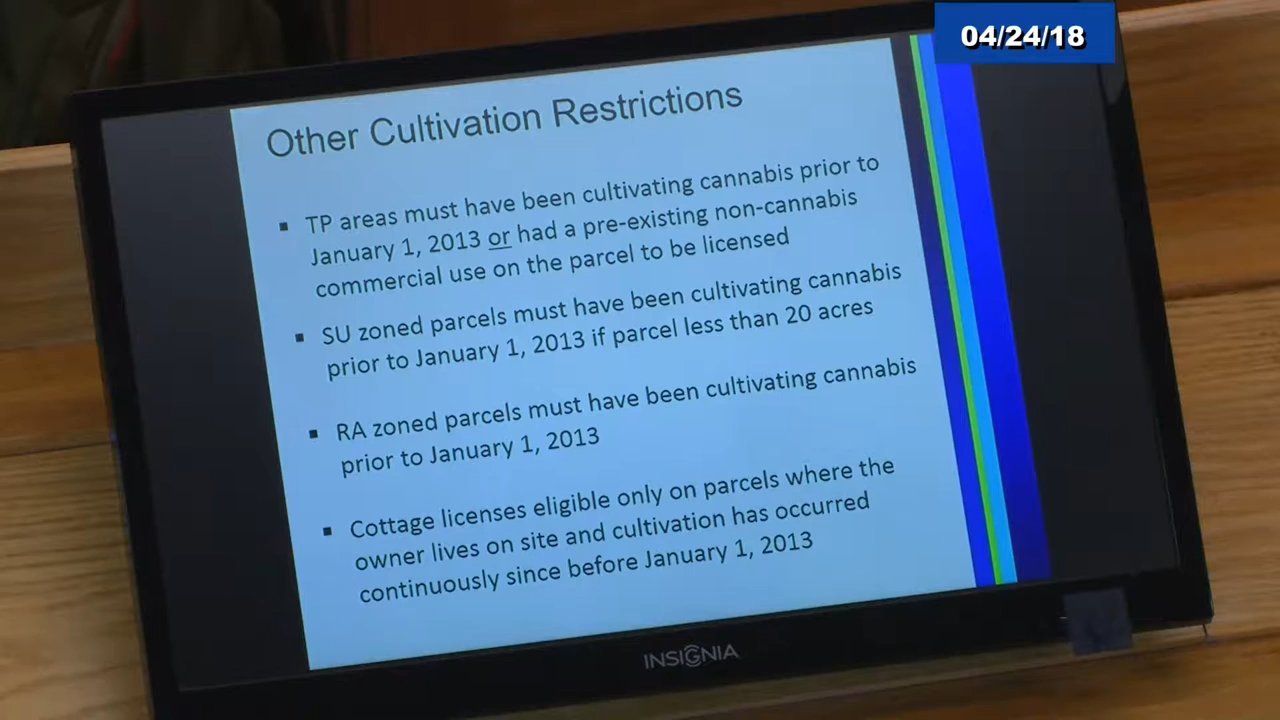 04/24/18
Other Cultivation Restrictions
▪ TP areas must have been cultivating cannabis prior to
January 1, 2013 or had a pre-existing non-cannabis
commercial use on the parcel to be licensed
▪ SU zoned parcels must have been cultivating cannabis
prior to January 1, 2013 if parcel less than 20 acres
▪ RA zoned parcels must have been cultivating cannabis
prior to January 1, 2013
▪ Cottage licenses eligible only on parcels where the
owner lives on site and cultivation has occurred
continuously since before January 1, 2013
INSIGNIA